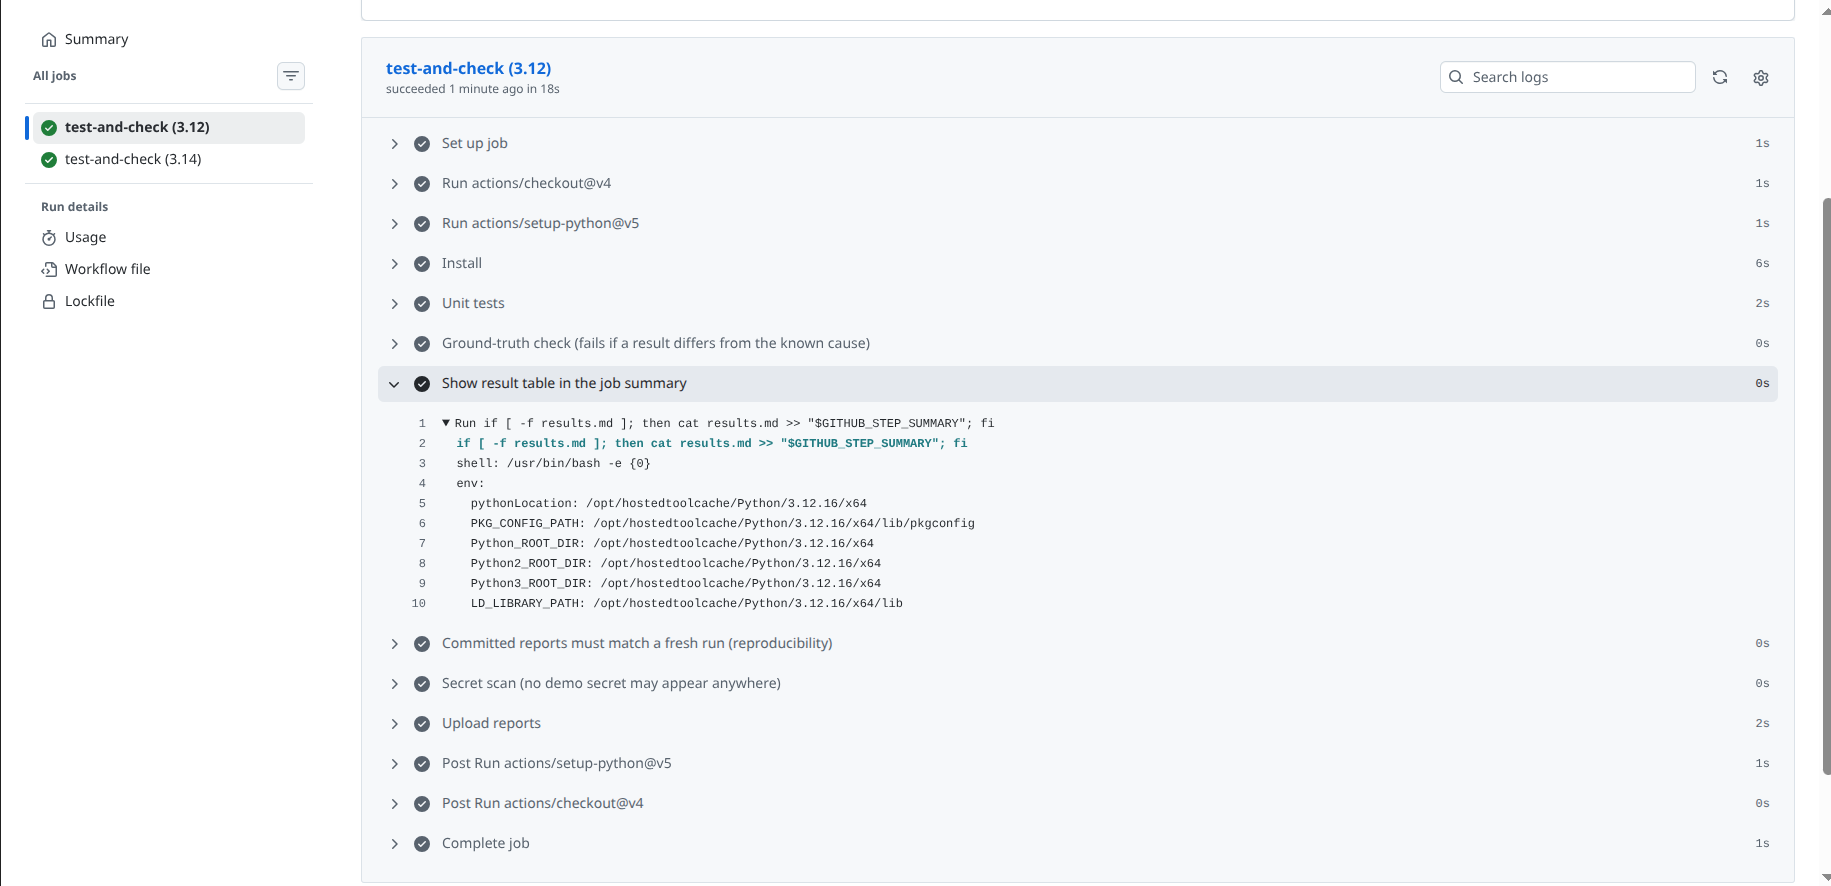 Summary
All jobs
test-and-check (3.12)
test-and-check (3.14)
Run details
Usage
Workflow file
Lockfile
test-and-check (3.12)
succeeded 1 minute ago in 18s
Search logs
Set up job 1s
Run actions/checkout@v4 1s
Run actions/setup-python@v5 1s
Install 6s
Unit tests 2s
Ground-truth check (fails if a result differs from the known cause) 0s
Show result table in the job summary 0s
1 ▼ Run if [ -f results.md ]; then cat results.md >> "$GITHUB_STEP_SUMMARY"; fi
2 if [ -f results.md ]; then cat results.md >> "$GITHUB_STEP_SUMMARY"; fi
3 shell: /usr/bin/bash -e {0}
4 env:
5 pythonLocation: /opt/hostedtoolcache/Python/3.12.16/x64
6 PKG_CONFIG_PATH: /opt/hostedtoolcache/Python/3.12.16/x64/lib/pkgconfig
7 Python_ROOT_DIR: /opt/hostedtoolcache/Python/3.12.16/x64
8 Python2_ROOT_DIR: /opt/hostedtoolcache/Python/3.12.16/x64
9 Python3_ROOT_DIR: /opt/hostedtoolcache/Python/3.12.16/x64
10 LD_LIBRARY_PATH: /opt/hostedtoolcache/Python/3.12.16/x64/lib
Committed reports must match a fresh run (reproducibility) 0s
Secret scan (no demo secret may appear anywhere) 0s
Upload reports 2s
Post Run actions/setup-python@v5 1s
Post Run actions/checkout@v4 0s
Complete job 1s